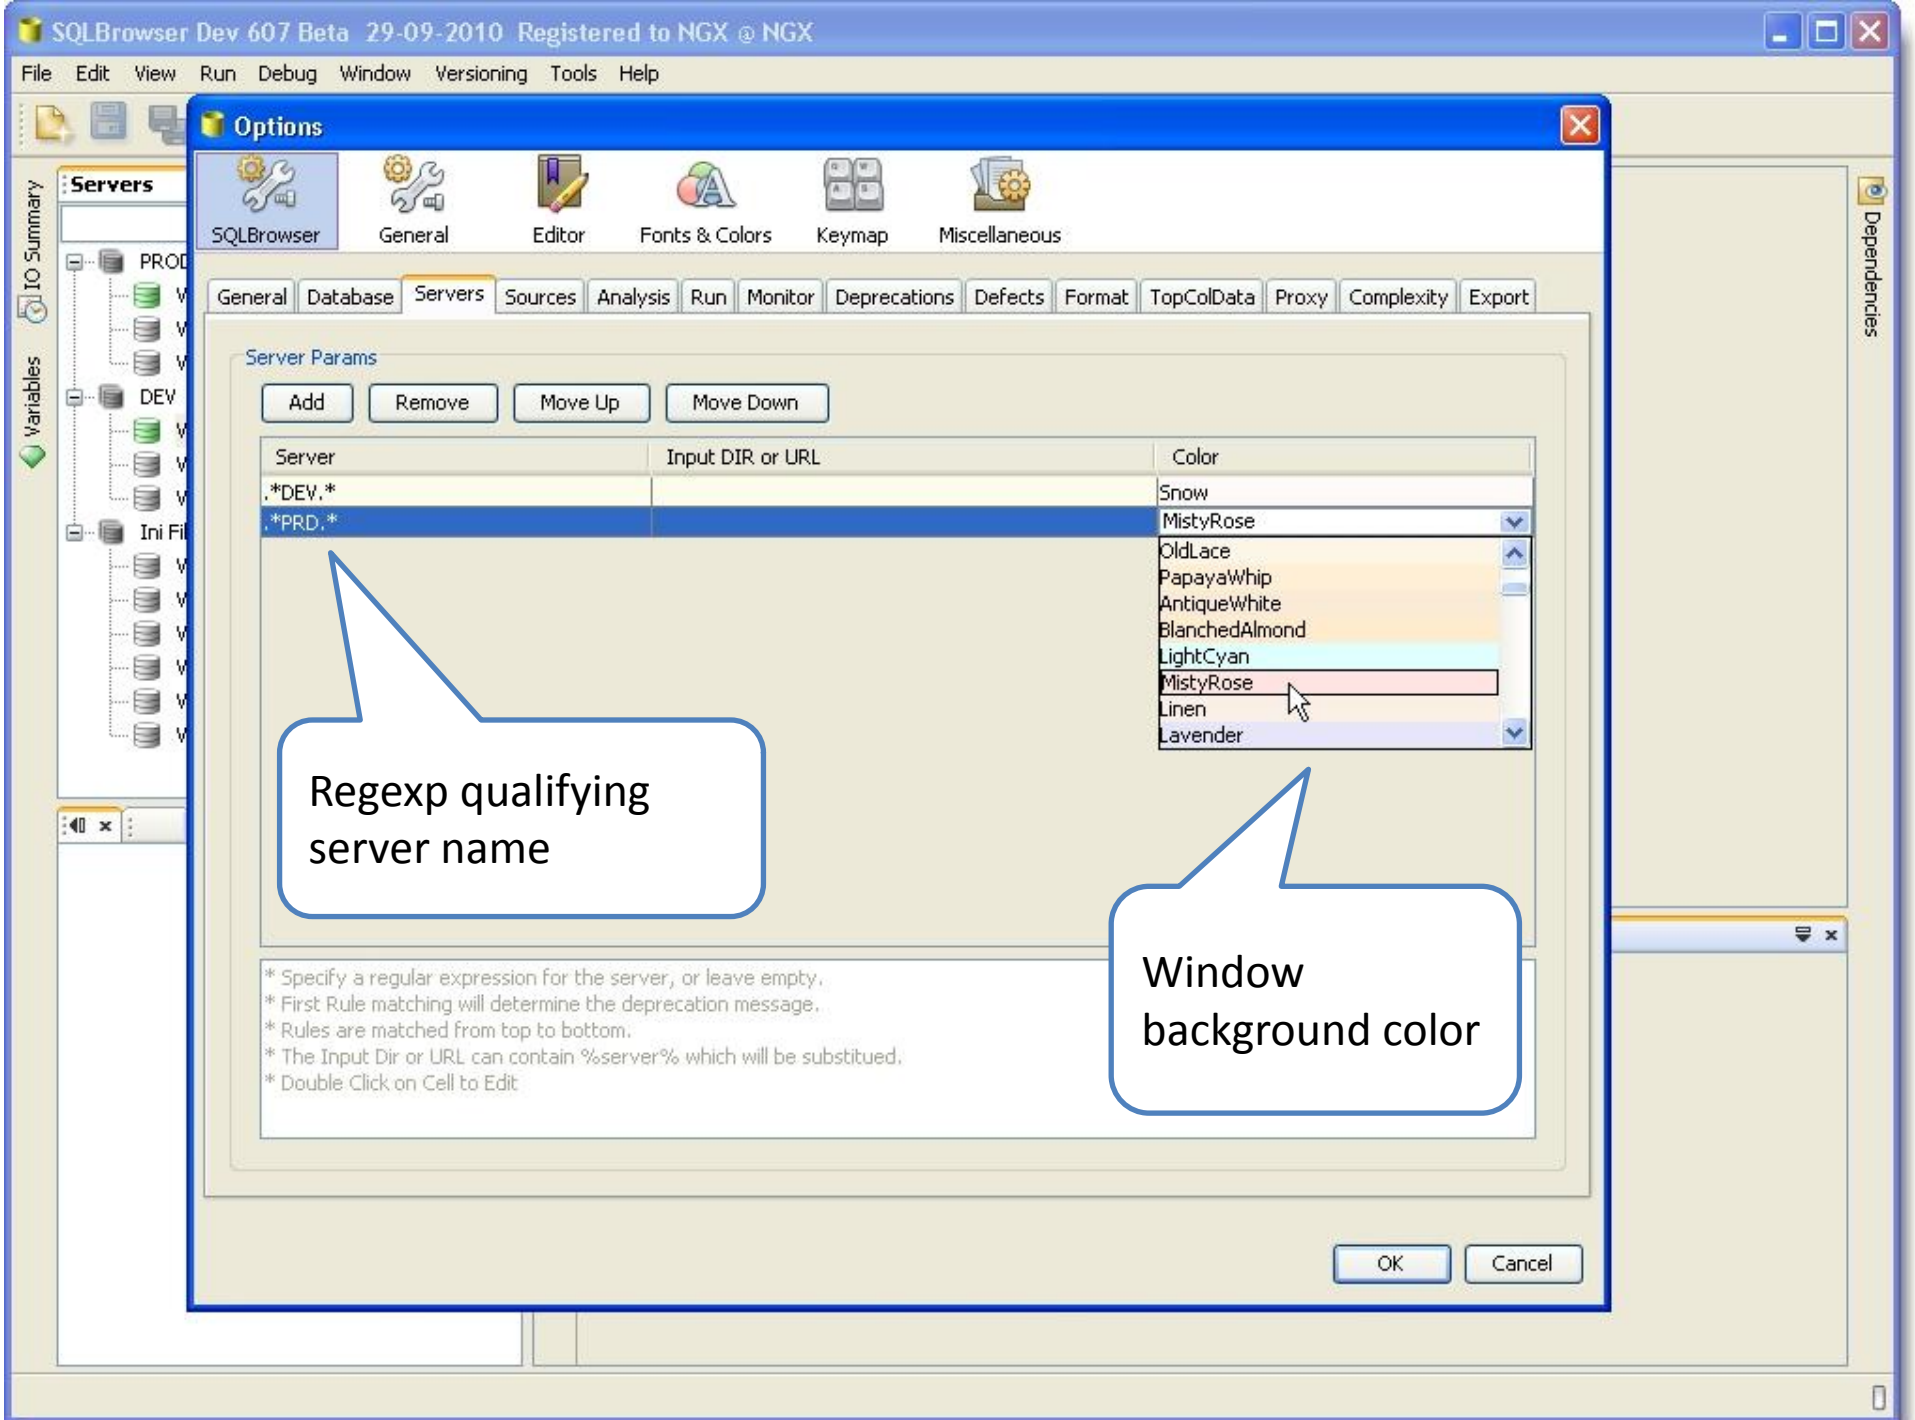 SQLBrowser Dev 607 Beta 29-09-2010 Registered to NGX @ NGX
File Edit View Run Debug Window Versioning Tools Help
Options
SQLBrowser General Editor Fonts & Colors Keymap Miscellaneous
General Database Servers Sources Analysis Run Monitor Deprecations Defects Format TopColData Proxy Complexity Export
IO Summary
Variables
Servers
DEV
Dependencies
Server Params
Add Remove Move Up Move Down
Server Input DIR or URL Color
.*DEV.* Snow
.*PRD.* MistyRose
OldLace
PapayaWhip
AntiqueWhite
BlanchedAlmond
LightCyan
MistyRose
Linen
Lavender
Regexp qualifying
server name
Window
background color
* Specify a regular expression for the server, or leave empty.
* First Rule matching will determine the deprecation message.
* Rules are matched from top to bottom.
* The Input Dir or URL can contain %server% which will be substitued.
* Double Click on Cell to Edit
OK Cancel